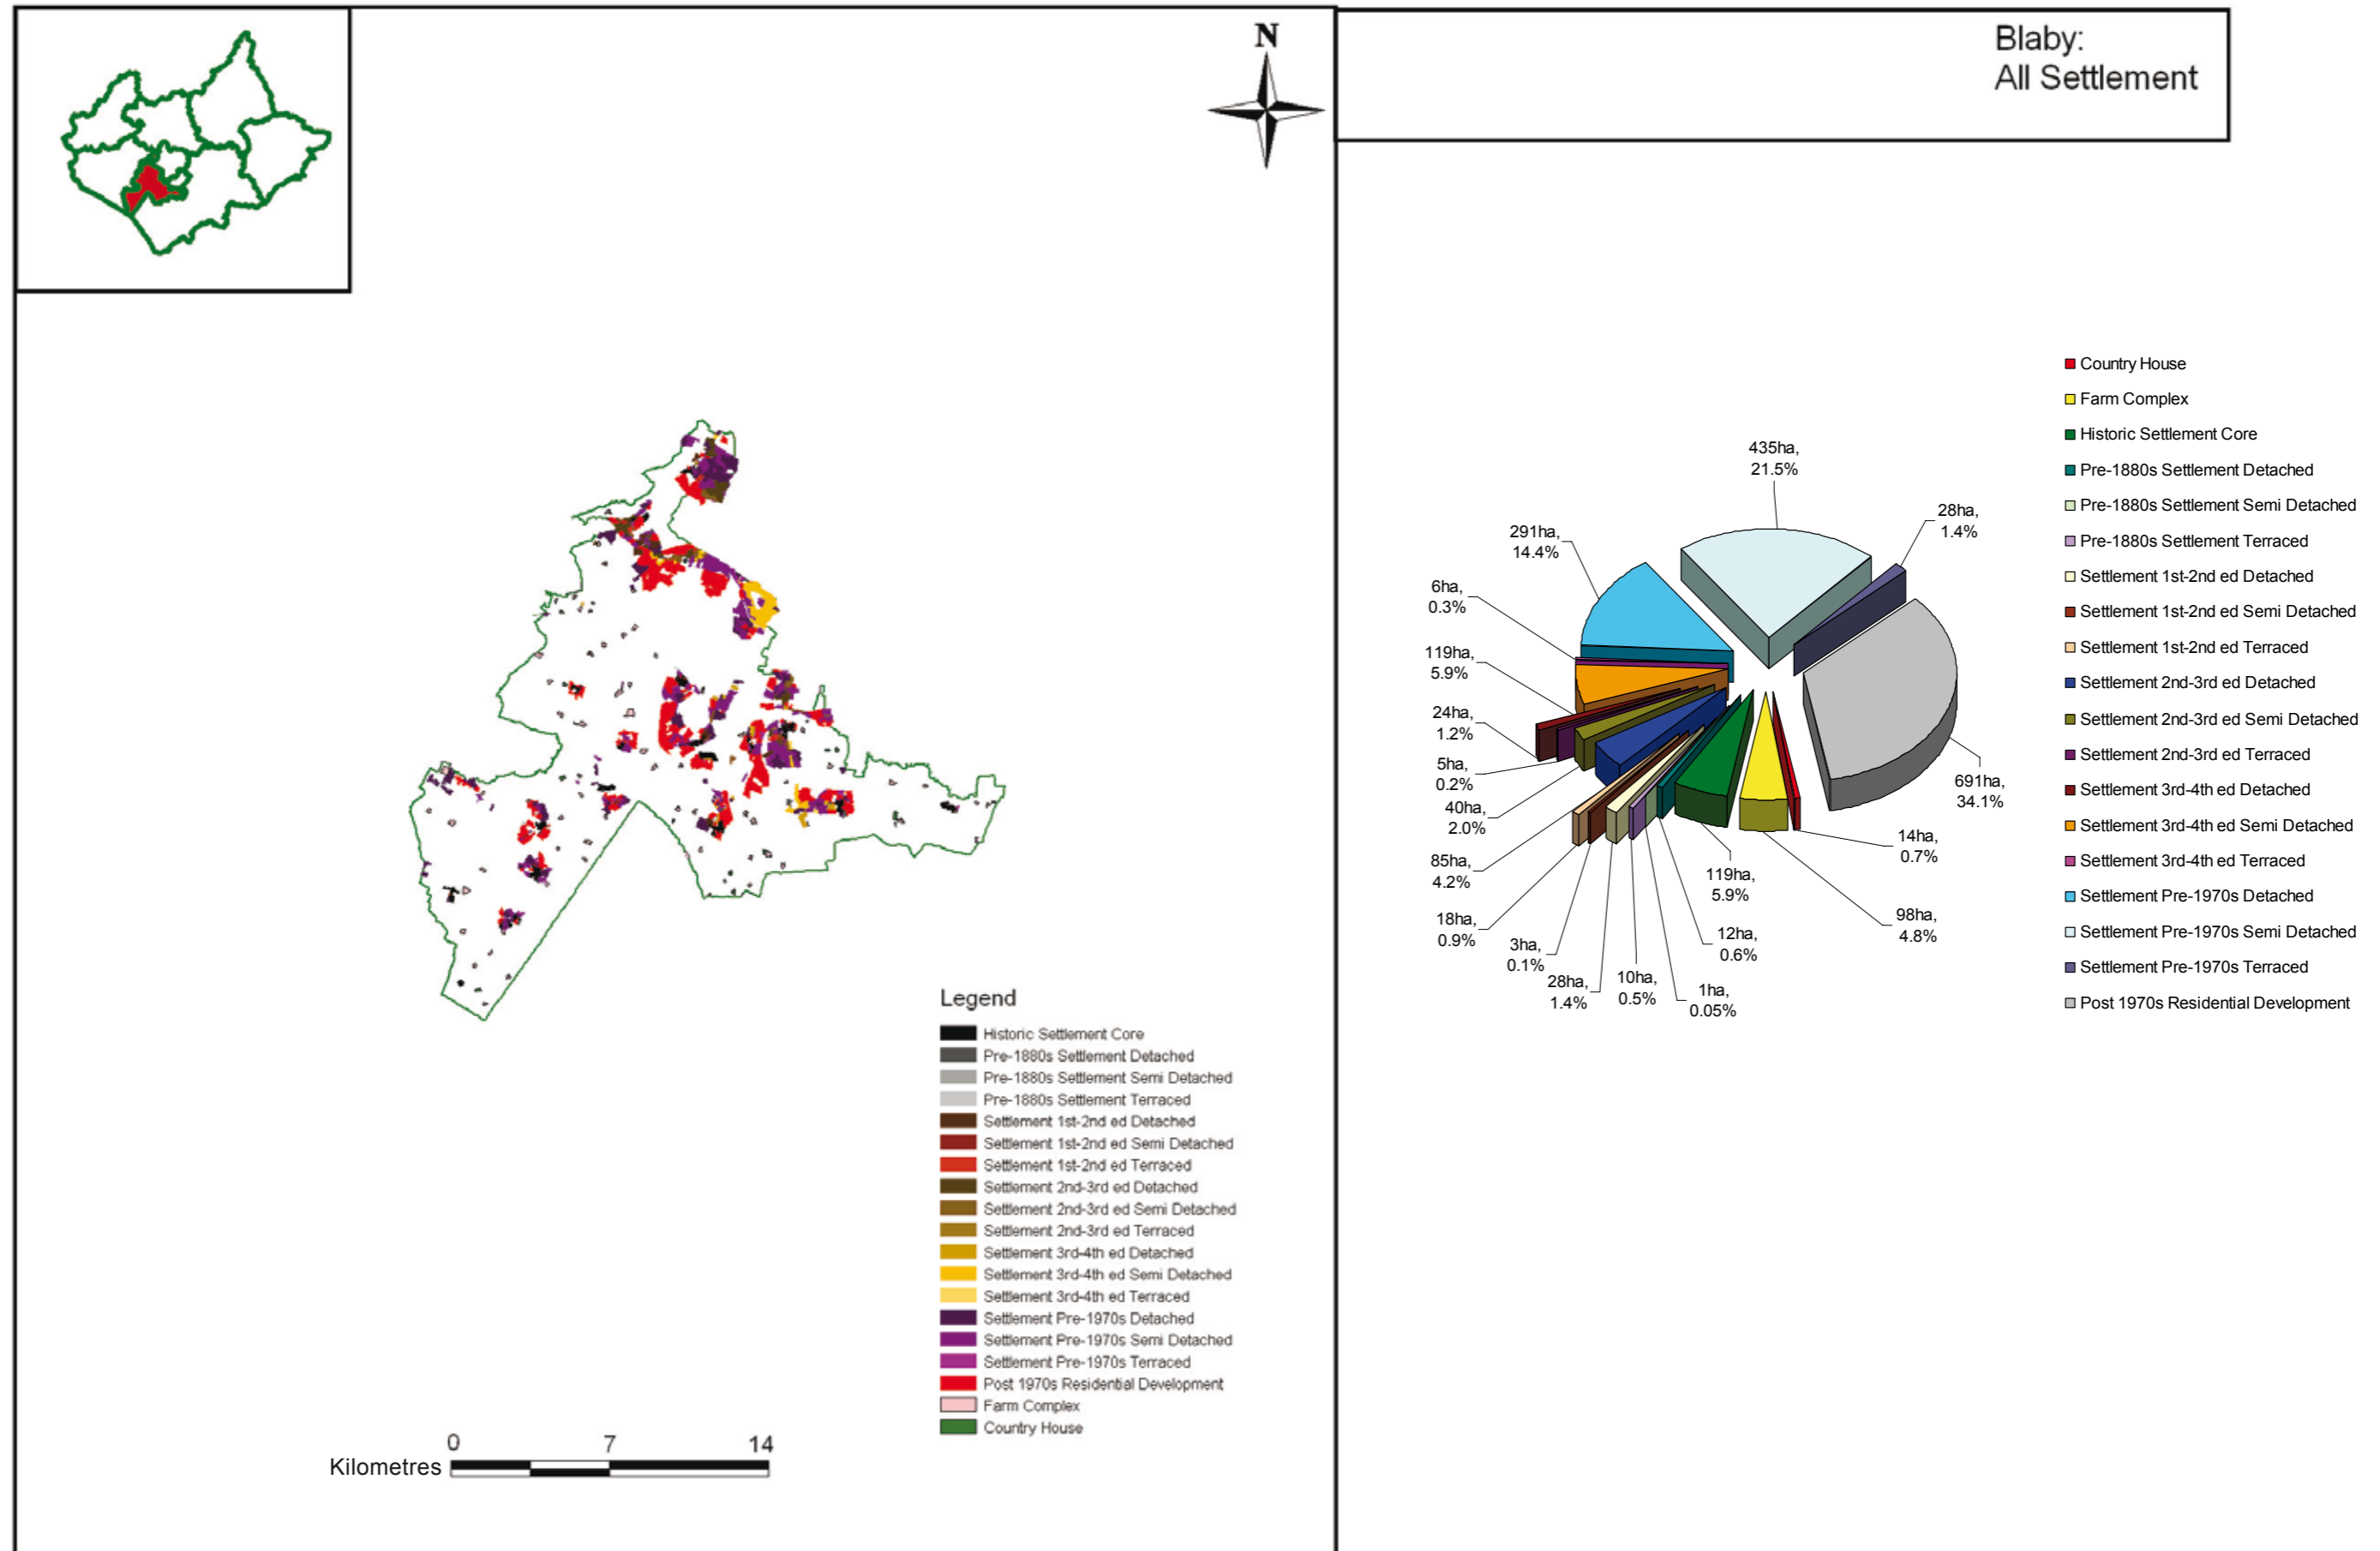 N
Blaby:
All Settlement
Legend
Historic Settlement Core
Pre-1880s Settlement Detached
Pre-1880s Settlement Semi Detached
Pre-1880s Settlement Terraced
Settlement 1st-2nd ed Detached
Settlement 1st-2nd ed Semi Detached
Settlement 1st-2nd ed Terraced
Settlement 2nd-3rd ed Detached
Settlement 2nd-3rd ed Semi Detached
Settlement 2nd-3rd ed Terraced
Settlement 3rd-4th ed Detached
Settlement 3rd-4th ed Semi Detached
Settlement 3rd-4th ed Terraced
Settlement Pre-1970s Detached
Settlement Pre-1970s Semi Detached
Settlement Pre-1970s Terraced
Post 1970s Residential Development
Farm Complex
Country House
0 7 14
Kilometres
435ha,
21.5%
28ha,
1.4%
291ha,
14.4%
6ha,
0.3%
119ha,
5.9%
24ha,
1.2%
5ha,
0.2%
40ha,
2.0%
85ha,
4.2%
18ha,
0.9%
3ha,
0.1%
28ha,
1.4%
10ha,
0.5%
1ha,
0.05%
12ha,
0.6%
119ha,
5.9%
98ha,
4.8%
14ha,
0.7%
691ha,
34.1%
Country House
Farm Complex
Historic Settlement Core
Pre-1880s Settlement Detached
Pre-1880s Settlement Semi Detached
Pre-1880s Settlement Terraced
Settlement 1st-2nd ed Detached
Settlement 1st-2nd ed Semi Detached
Settlement 1st-2nd ed Terraced
Settlement 2nd-3rd ed Detached
Settlement 2nd-3rd ed Semi Detached
Settlement 2nd-3rd ed Terraced
Settlement 3rd-4th ed Detached
Settlement 3rd-4th ed Semi Detached
Settlement 3rd-4th ed Terraced
Settlement Pre-1970s Detached
Settlement Pre-1970s Semi Detached
Settlement Pre-1970s Terraced
Post 1970s Residential Development